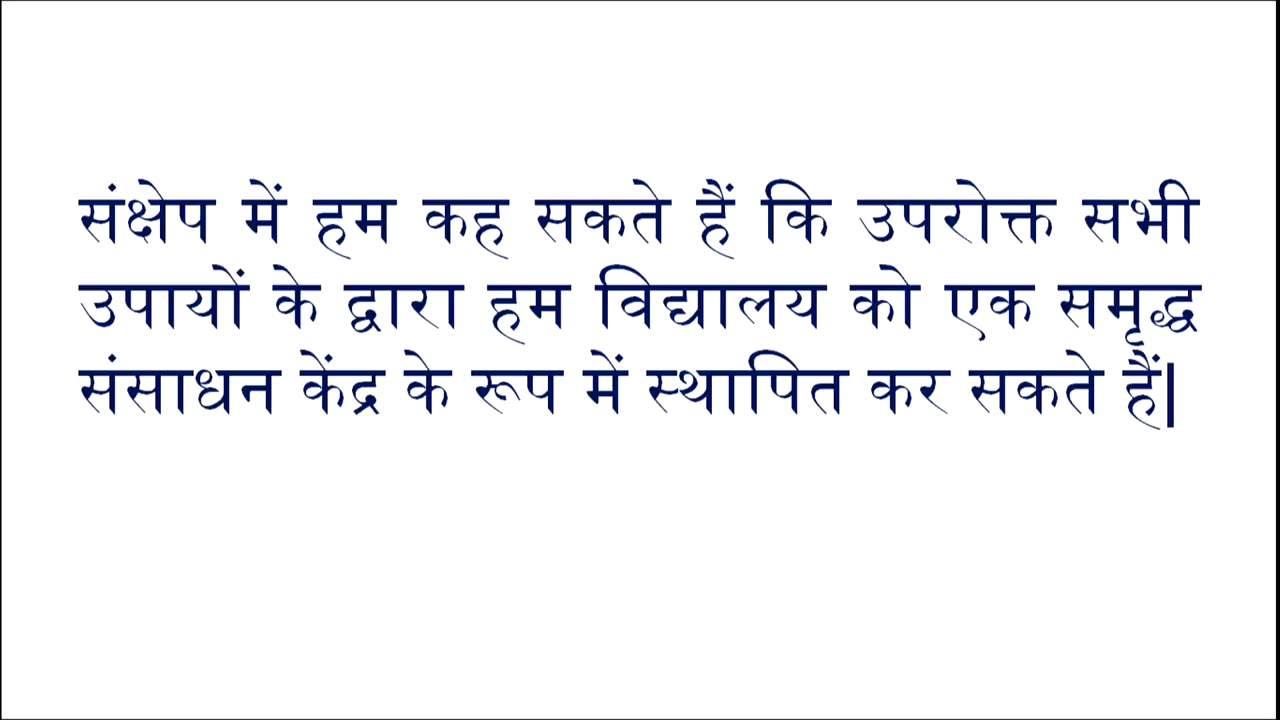 संक्षेप में हम कह सकते हैं कि उपरोक्त सभी
उपायों के द्वारा हम विद्यालय को एक समृद्ध
संसाधन केंद्र के रूप में स्थापित कर सकते हैं|